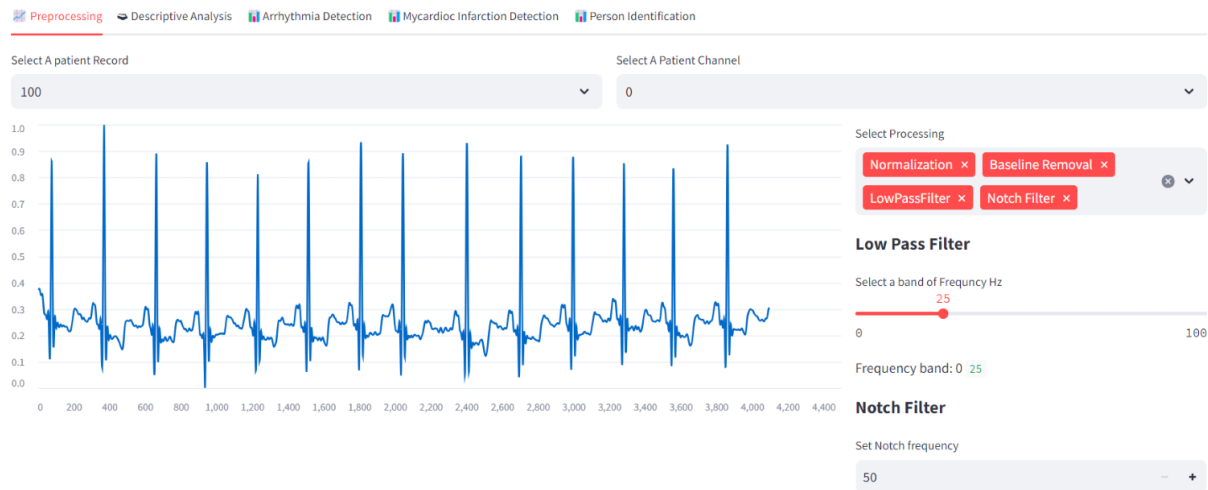 Preprocessing Descriptive Analysis Arrhythmia Detection Mycardioc Infarction Detection Person Identification
Select A patient Record Select A Patient Channel
100 0
Select Processing
Normalization × Baseline Removal ×
LowPassFilter × Notch Filter ×
Low Pass Filter
Select a band of Frequncy Hz
25
0 100
Frequency band: 0 25
Notch Filter
Set Notch frequency
50 − +
1.0
0.9
0.8
0.7
0.6
0.5
0.4
0.3
0.2
0.1
0.0
0 200 400 600 800 1,000 1,200 1,400 1,600 1,800 2,000 2,200 2,400 2,600 2,800 3,000 3,200 3,400 3,600 3,800 4,000 4,200 4,400